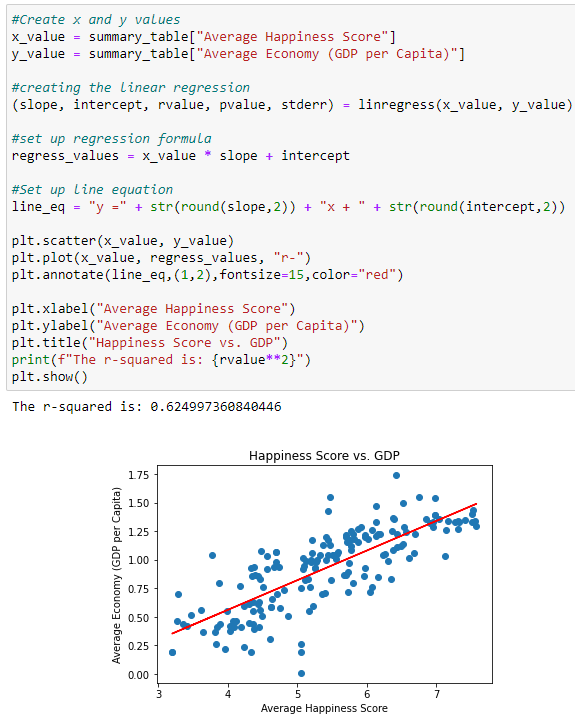 #Create x and y values
x_value = summary_table["Average Happiness Score"]
y_value = summary_table["Average Economy (GDP per Capita)"]
#creating the linear regression
(slope, intercept, rvalue, pvalue, stderr) = linregress(x_value, y_value)
#set up regression formula
regress_values = x_value * slope + intercept
#Set up line equation
line_eq = "y =" + str(round(slope,2)) + "x + " + str(round(intercept,2))
plt.scatter(x_value, y_value)
plt.plot(x_value, regress_values, "r-")
plt.annotate(line_eq,(1,2),fontsize=15,color="red")
plt.xlabel("Average Happiness Score")
plt.ylabel("Average Economy (GDP per Capita)")
plt.title("Happiness Score vs. GDP")
print(f"The r-squared is: {rvalue**2}")
plt.show()
The r-squared is: 0.624997360840446
Happiness Score vs. GDP
Average Economy (GDP per Capita)
1.75
1.50
1.25
1.00
0.75
0.50
0.25
0.00
3 4 5 6 7
Average Happiness Score